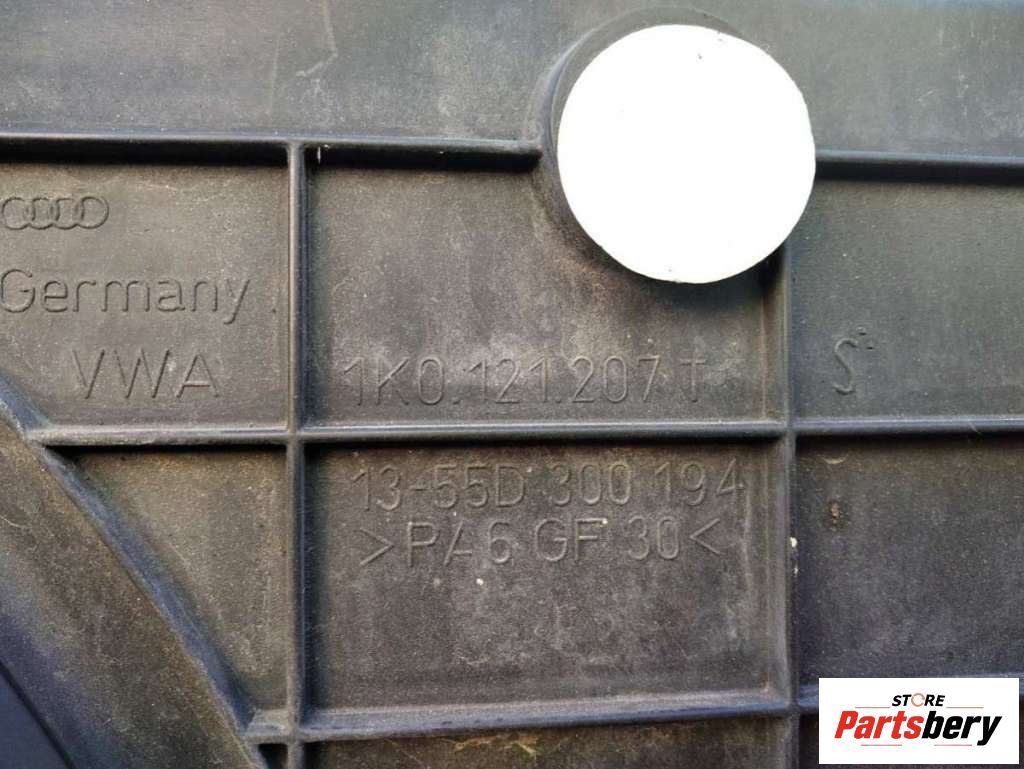 Germany
VWA
1K0.121.207 T
S
13-55D 300 194
>PA6 GF 30<
STORE
Partsbery